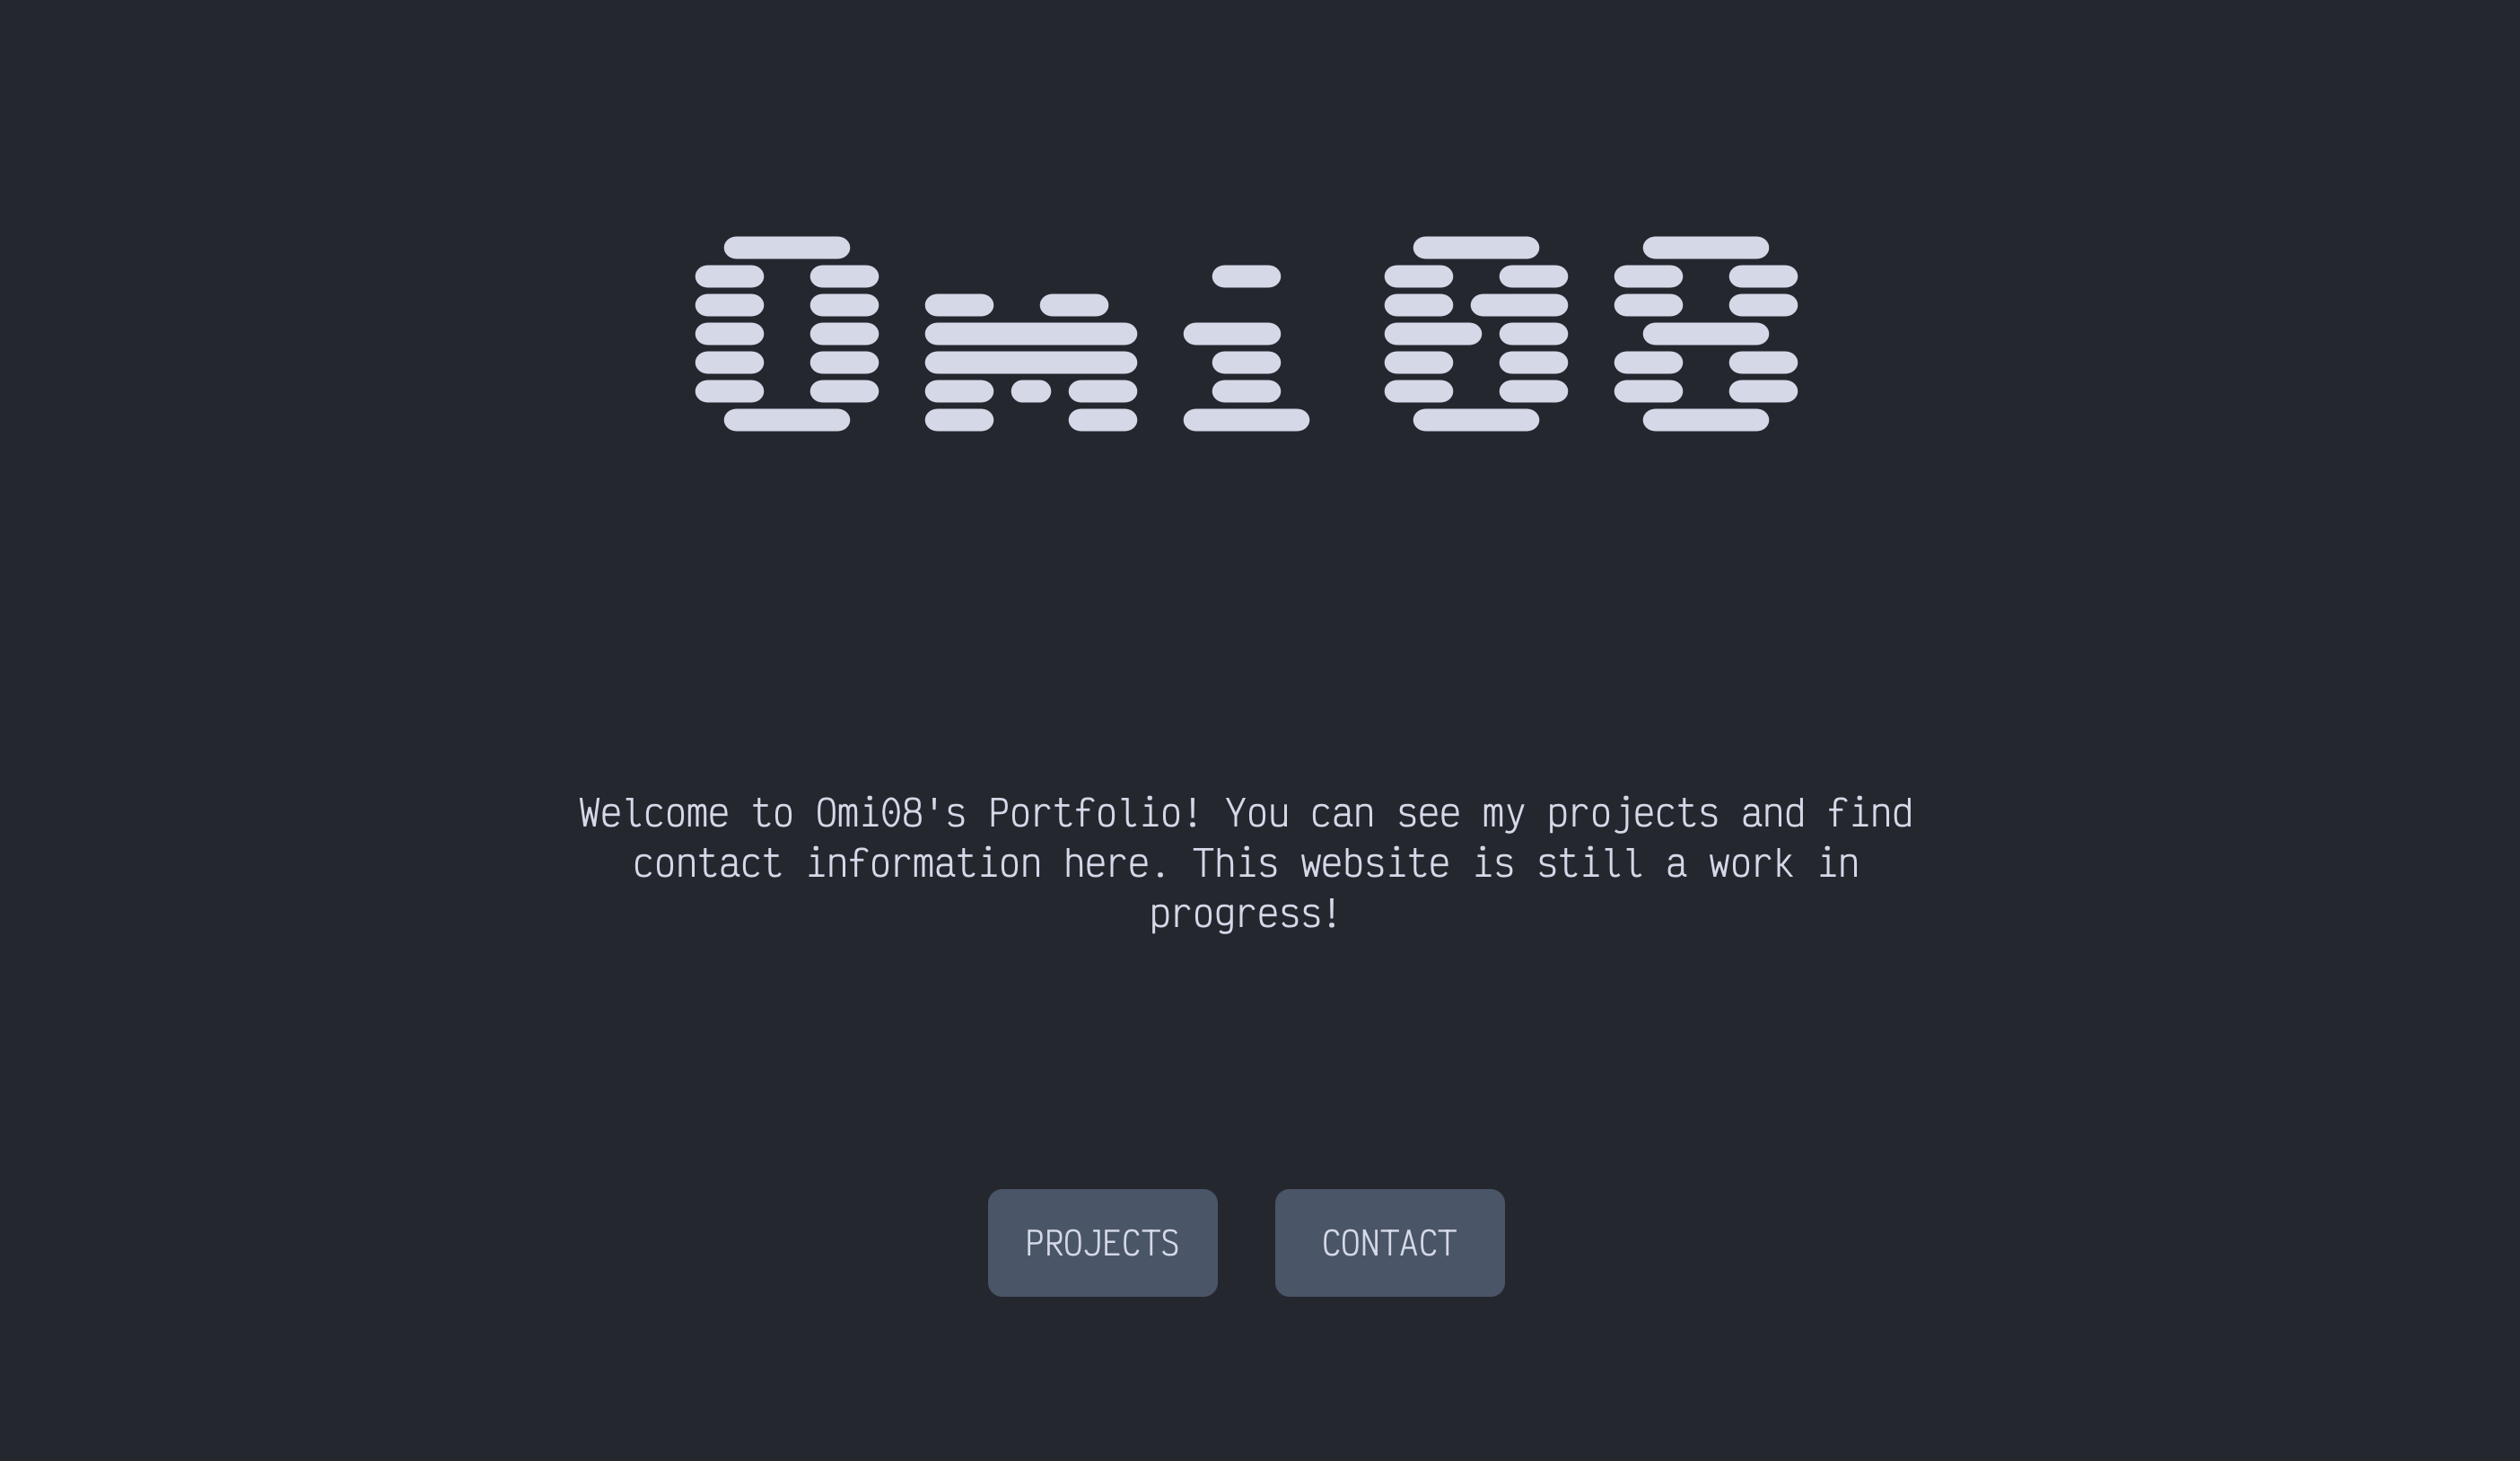 Omi08
Welcome to Omi08's Portfolio! You can see my projects and find
contact information here. This website is still a work in
progress!
PROJECTS
CONTACT